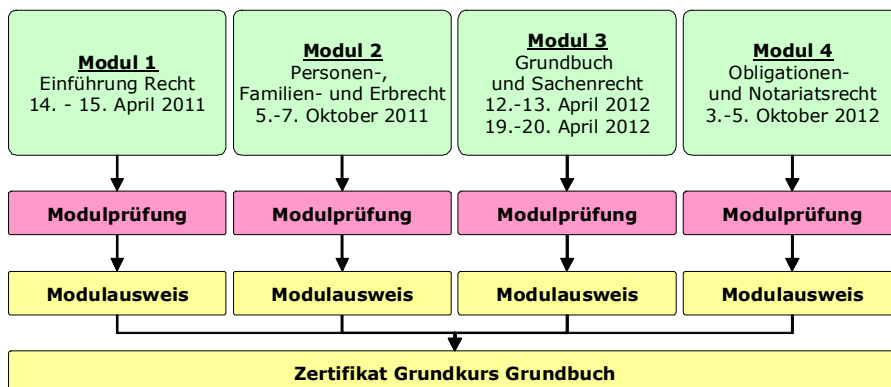 Modul 1
Einführung Recht
14. - 15. April 2011
Modul 2
Personen-,
Familien- und Erbrecht
5.-7. Oktober 2011
Modul 3
Grundbuch
und Sachenrecht
12.-13. April 2012
19.-20. April 2012
Modul 4
Obligationen-
und Notariatsrecht
3.-5. Oktober 2012
Modulprüfung
Modulprüfung
Modulprüfung
Modulprüfung
Modulausweis
Modulausweis
Modulausweis
Modulausweis
Zertifikat Grundkurs Grundbuch